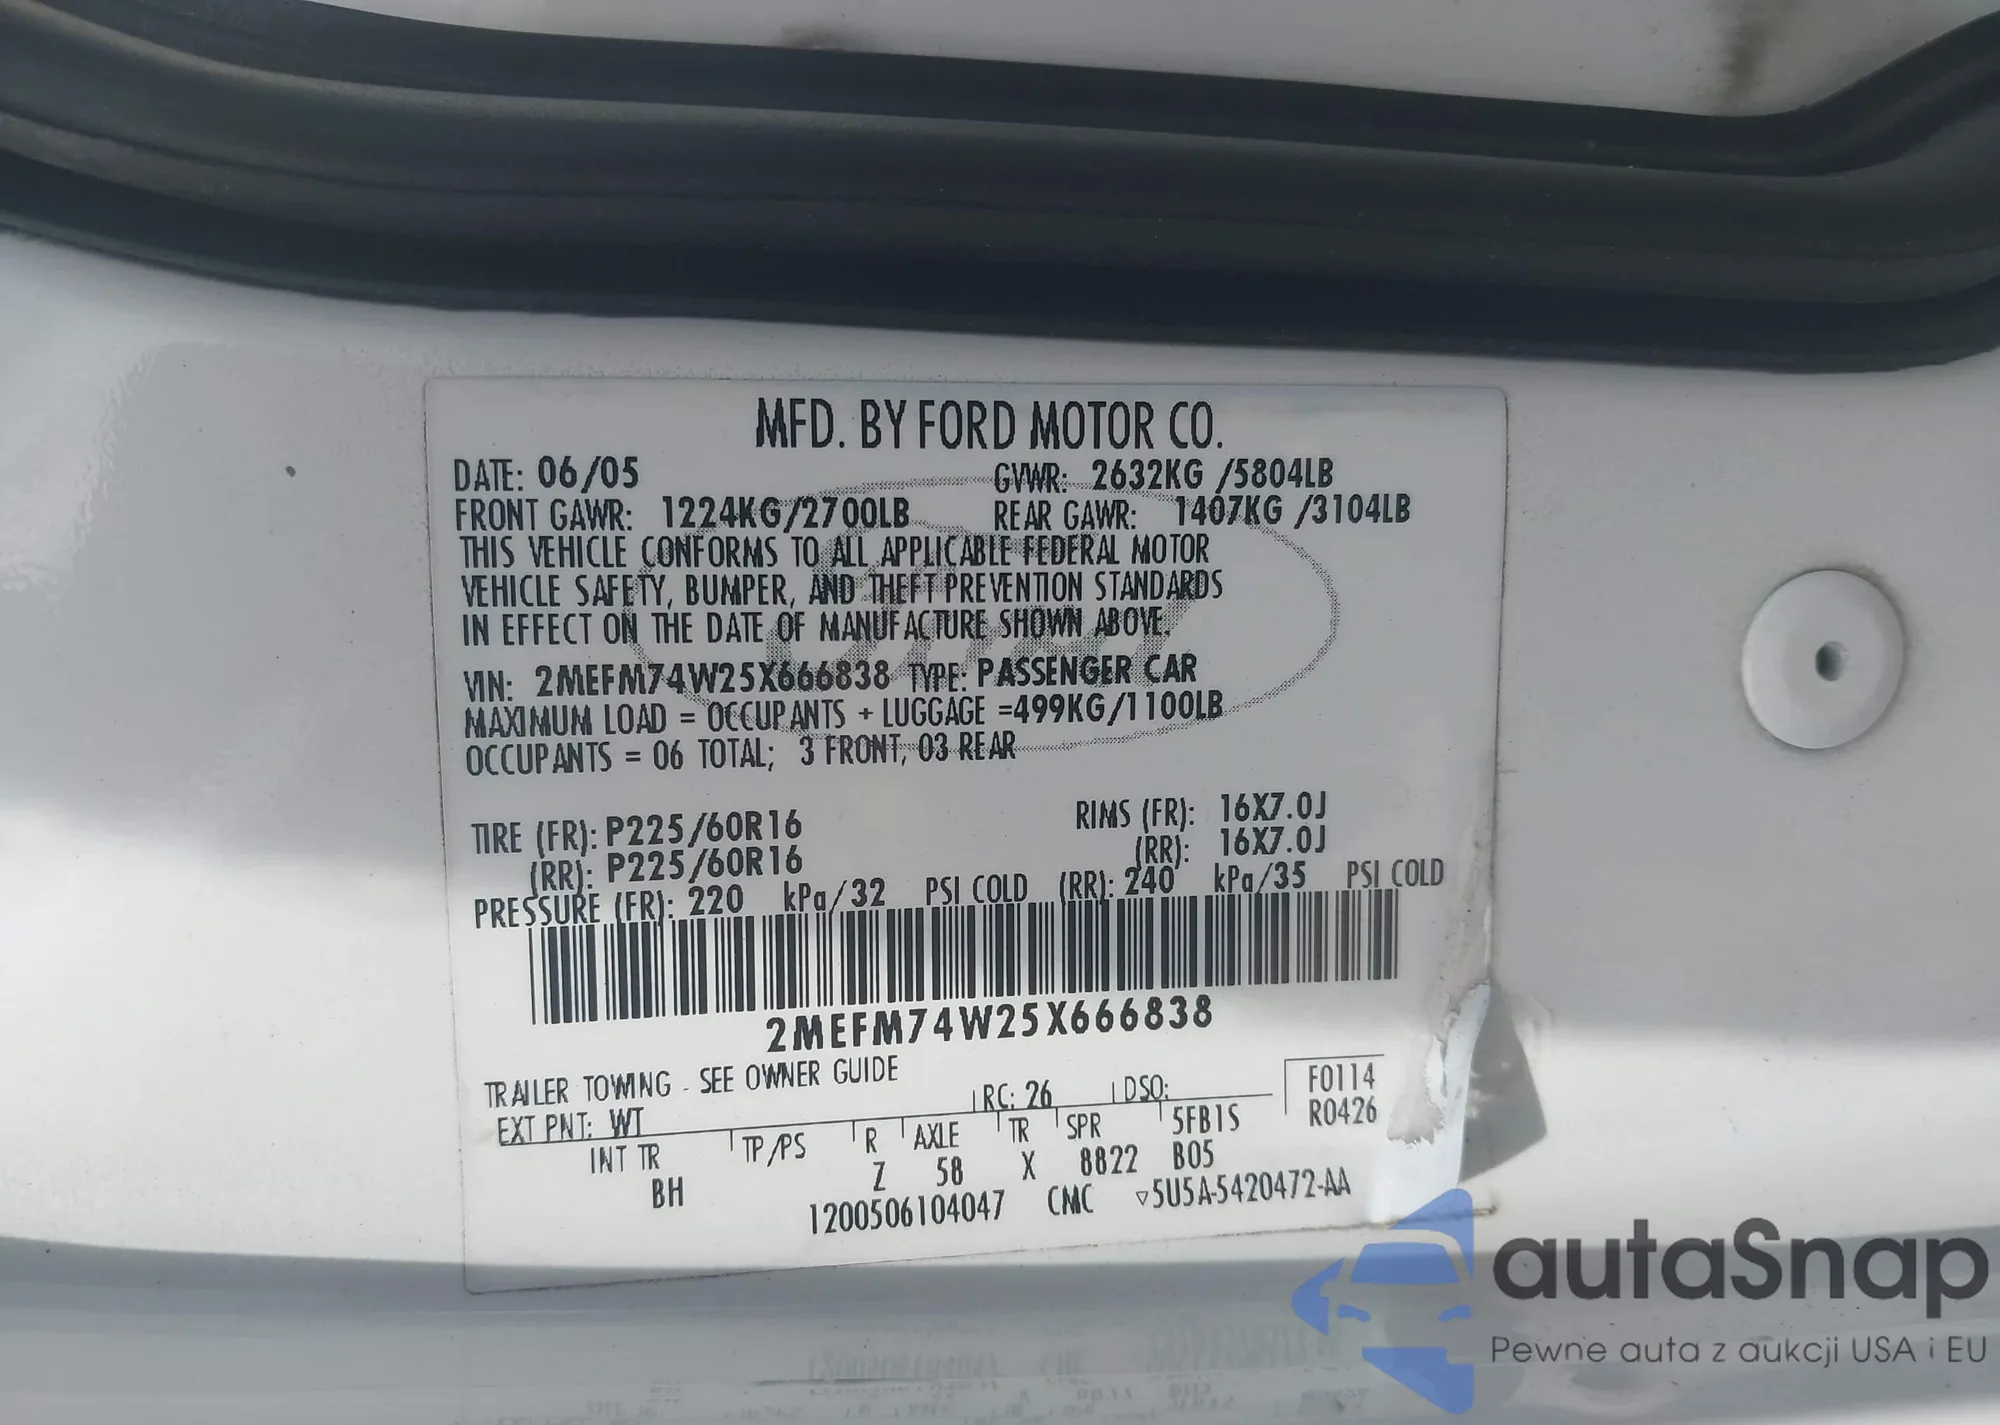 MFD. BY FORD MOTOR CO.
DATE: 06/05 GVWR: 2632KG /5804LB
FRONT GAWR: 1224KG/2700LB REAR GAWR: 1407KG /3104LB
THIS VEHICLE CONFORMS TO ALL APPLICABLE FEDERAL MOTOR
VEHICLE SAFETY, BUMPER, AND THEFT PREVENTION STANDARDS
IN EFFECT ON THE DATE OF MANUFACTURE SHOWN ABOVE.
VIN: 2MEFM74W25X666838 TYPE: PASSENGER CAR
MAXIMUM LOAD = OCCUPANTS + LUGGAGE =499KG/1100LB
OCCUPANTS = 06 TOTAL; 3 FRONT, 03 REAR
TIRE (FR): P225/60R16 RIMS (FR): 16X7.0J
(RR): P225/60R16 (RR): 16X7.0J
PRESSURE (FR): 220 kPa/32 PSI COLD (RR): 240 kPa/35 PSI COLD
2MEFM74W25X666838
TRAILER TOWING - SEE OWNER GUIDE
EXT PNT: WT RC: 26 DSO: F0114
R0426
INT TR TP/PS R AXLE TR SPR 5FB1S
BH Z 58 X 8822 B05
1200506104047 CMC ▽5U5A-5420472-AA
autaSnap
Pewne auta z aukcji USA i EU